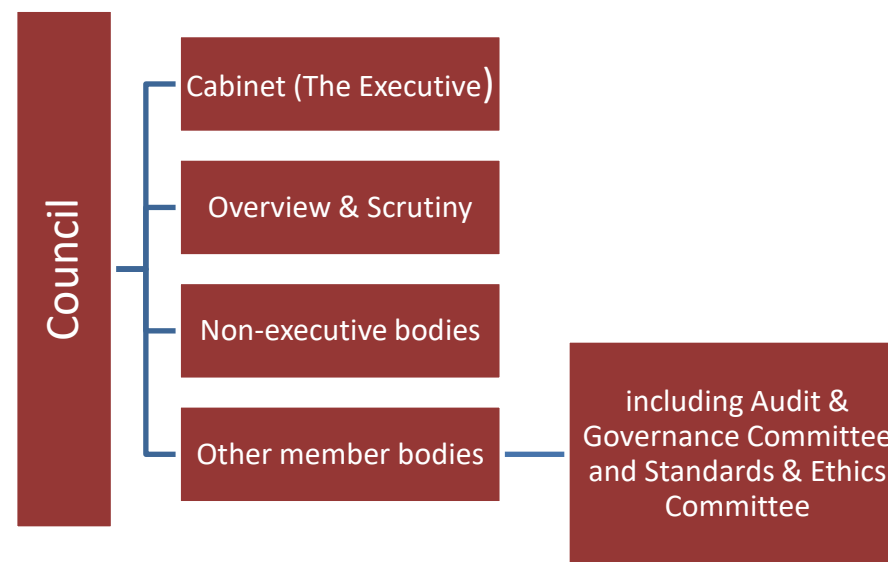 Council
Cabinet (The Executive)
Overview & Scrutiny
Non-executive bodies
Other member bodies
including Audit &
Governance Committee
and Standards & Ethics
Committee